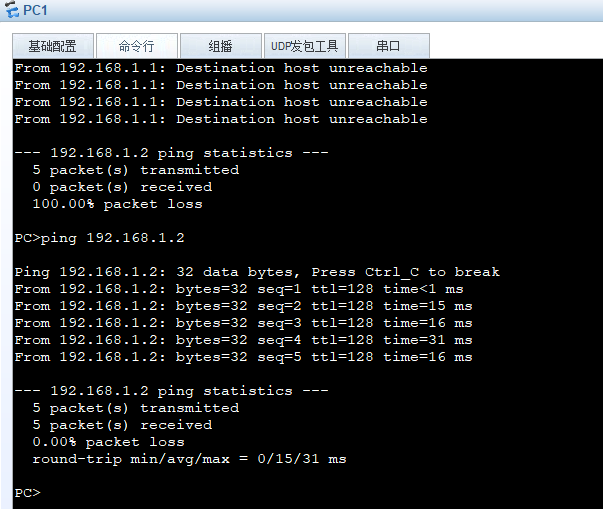 PC1
基础配置 命令行 组播 UDP发包工具 串口
From 192.168.1.1: Destination host unreachable
From 192.168.1.1: Destination host unreachable
From 192.168.1.1: Destination host unreachable
From 192.168.1.1: Destination host unreachable
--- 192.168.1.2 ping statistics ---
5 packet(s) transmitted
0 packet(s) received
100.00% packet loss
PC>ping 192.168.1.2
Ping 192.168.1.2: 32 data bytes, Press Ctrl_C to break
From 192.168.1.2: bytes=32 seq=1 ttl=128 time<1 ms
From 192.168.1.2: bytes=32 seq=2 ttl=128 time=15 ms
From 192.168.1.2: bytes=32 seq=3 ttl=128 time=16 ms
From 192.168.1.2: bytes=32 seq=4 ttl=128 time=31 ms
From 192.168.1.2: bytes=32 seq=5 ttl=128 time=16 ms
--- 192.168.1.2 ping statistics ---
5 packet(s) transmitted
5 packet(s) received
0.00% packet loss
round-trip min/avg/max = 0/15/31 ms
PC>